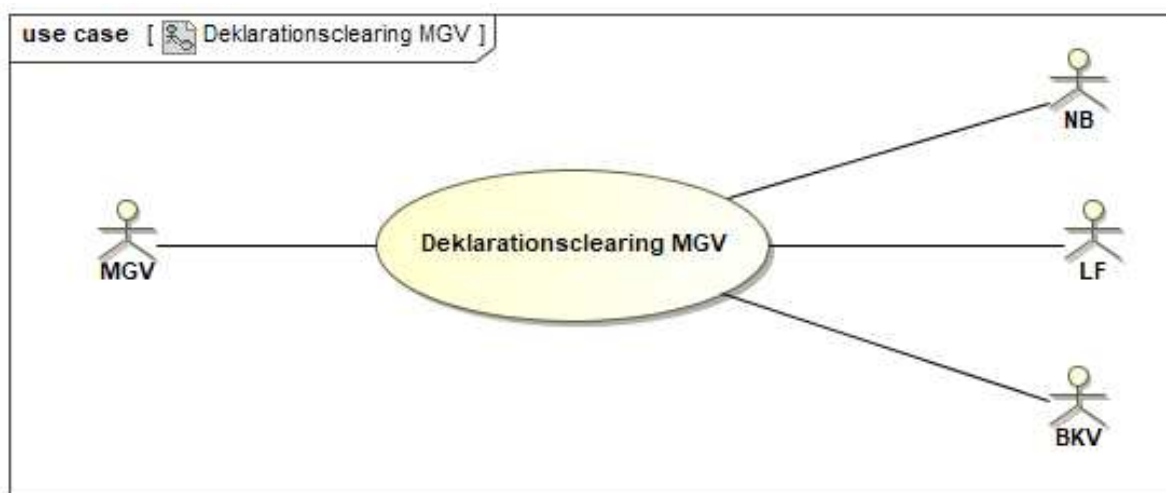 use case [ Deklarationsclearing MGV ]
NB
Deklarationsclearing MGV
MGV
LF
BKV